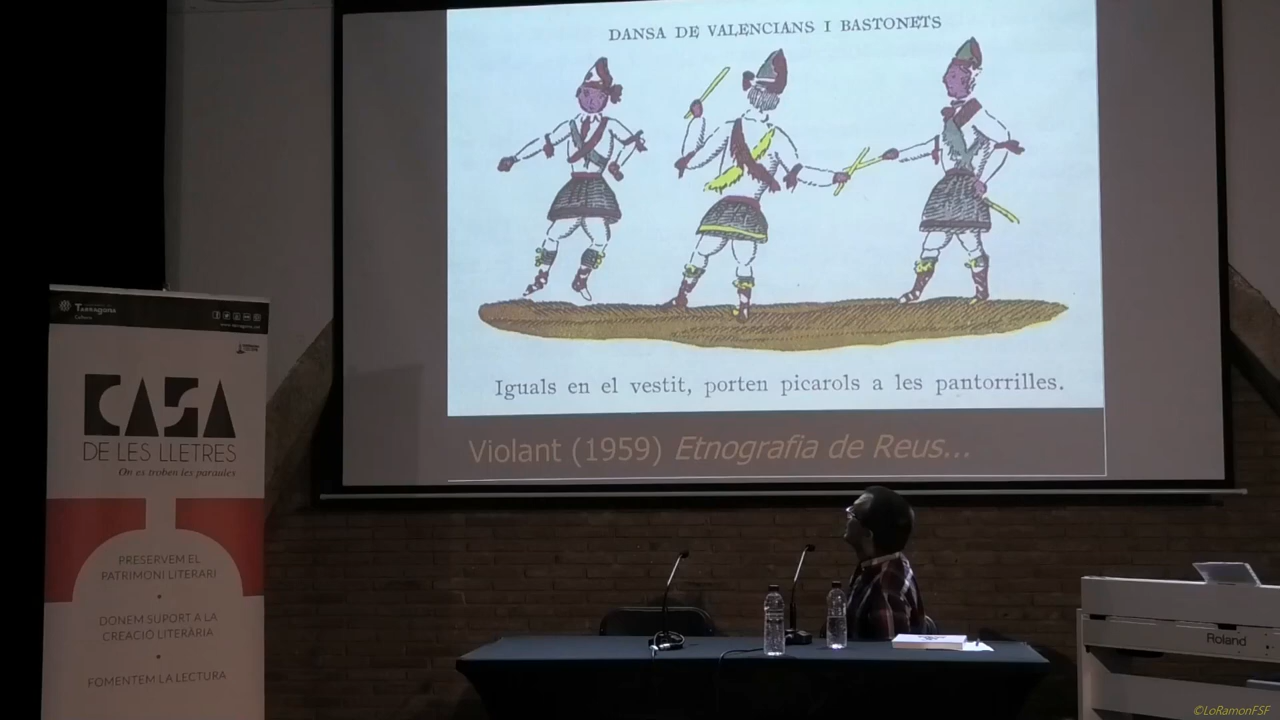 DANSA DE VALENCIANS I BASTONETS
Iguals en el vestit, porten picarols a les pantorrilles.
Violant (1959) Etnografia de Reus...
TARRAGONA
Cultura
CASA
DE LES LLETRES
On es troben les paraules
PRESERVEM EL
PATRIMONI LITERARI
•
DONEM SUPORT A LA
CREACIÓ LITERÀRIA
•
FOMENTEM LA LECTURA
Roland
©LoRamonFSF